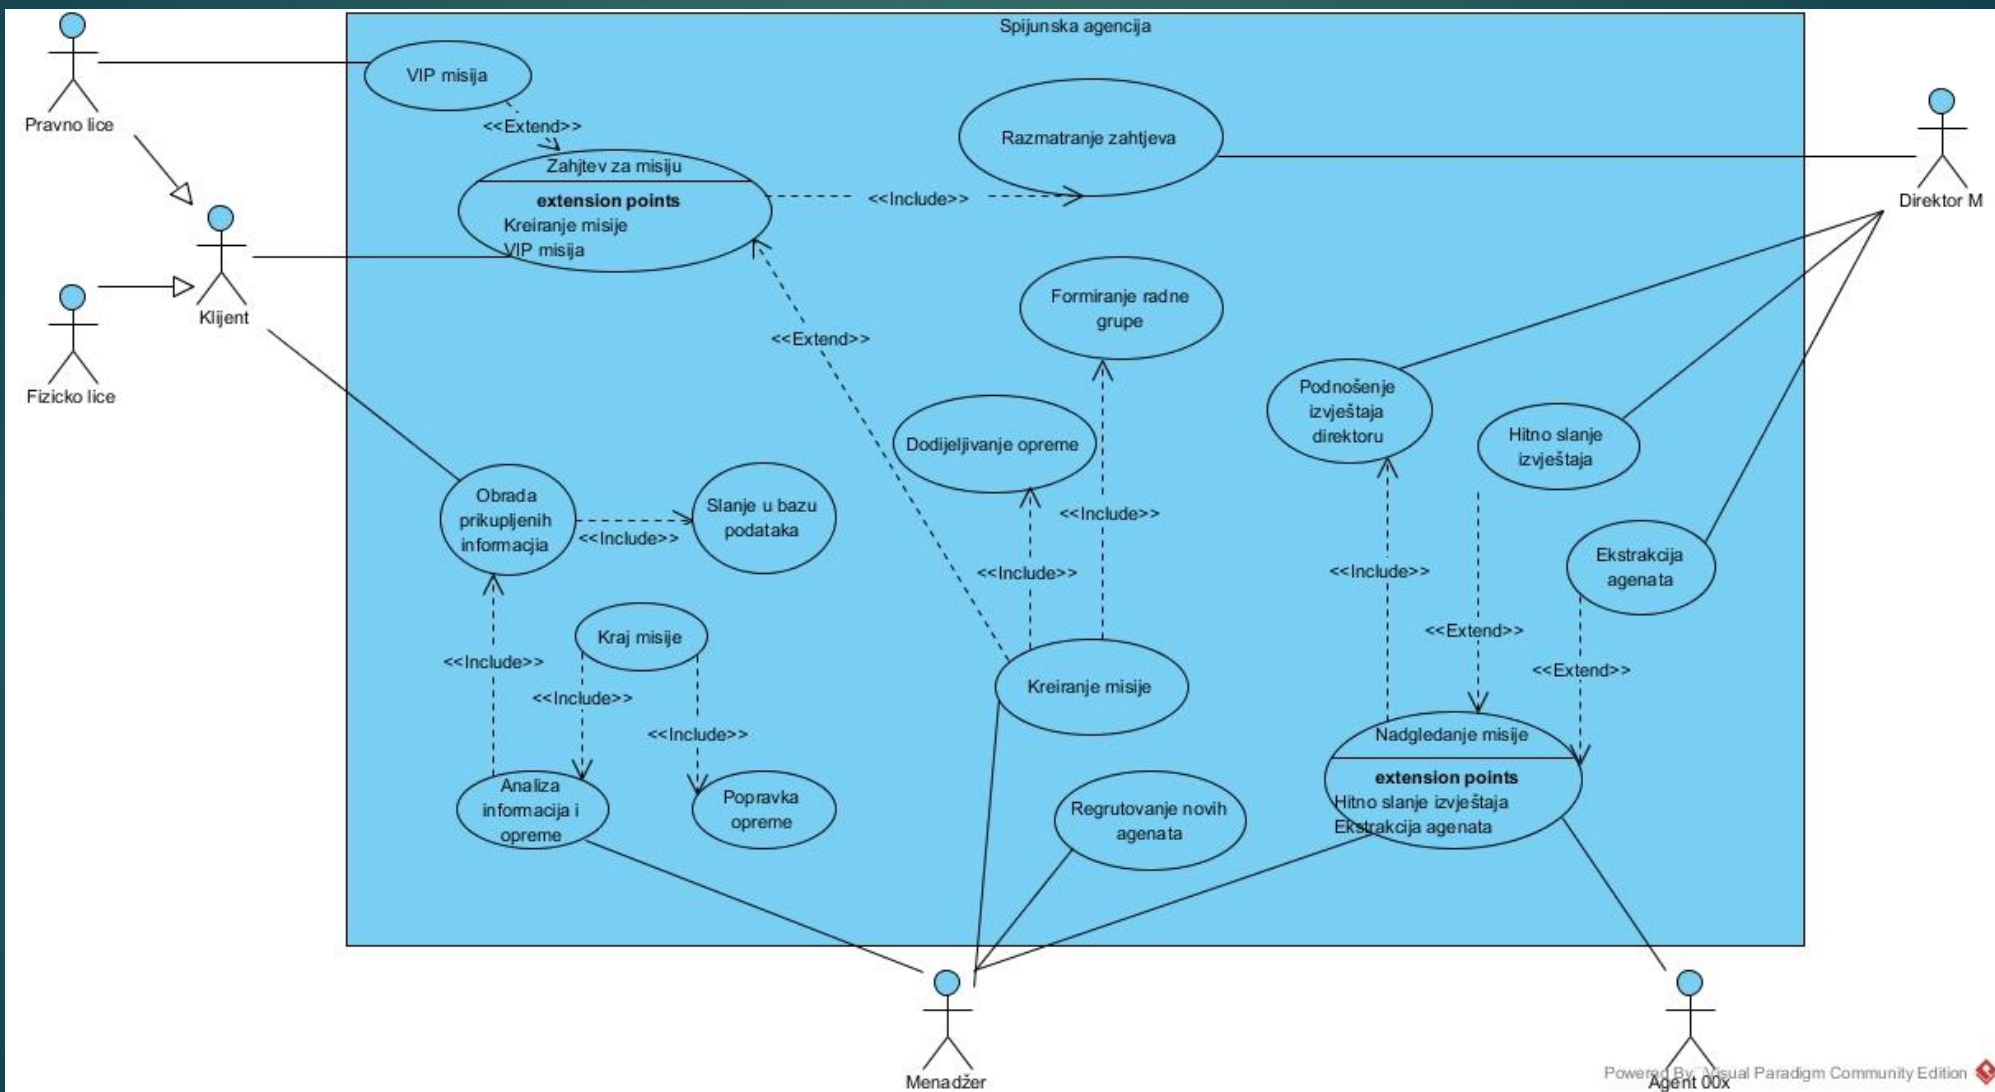 Spijunska agencija
Pravno lice
VIP misija
<<Extend>>
Zahjtev za misiju
extension points
Kreiranje misije
VIP misija
<<Include>>
Razmatranje zahtjeva
Direktor M
Klijent
Fizicko lice
<<Extend>>
Formiranje radne
grupe
Dodijeljivanje opreme
<<Include>>
<<Include>>
Podnošenje
izvještaja
direktoru
Hitno slanje
izvještaja
Ekstrakcija
agenata
<<Include>>
<<Extend>>
<<Extend>>
Obrada
prikupljenih
informacjia
<<Include>>
Slanje u bazu
podataka
<<Include>>
Kraj misije
<<Include>>
<<Include>>
Analiza
informacija i
opreme
Popravka
opreme
Kreiranje misije
Regrutovanje novih
agenata
Nadgledanje misije
extension points
Hitno slanje izvještaja
Ekstrakcija agenata
Menadžer
Agent 00x
Powered By Visual Paradigm Community Edition